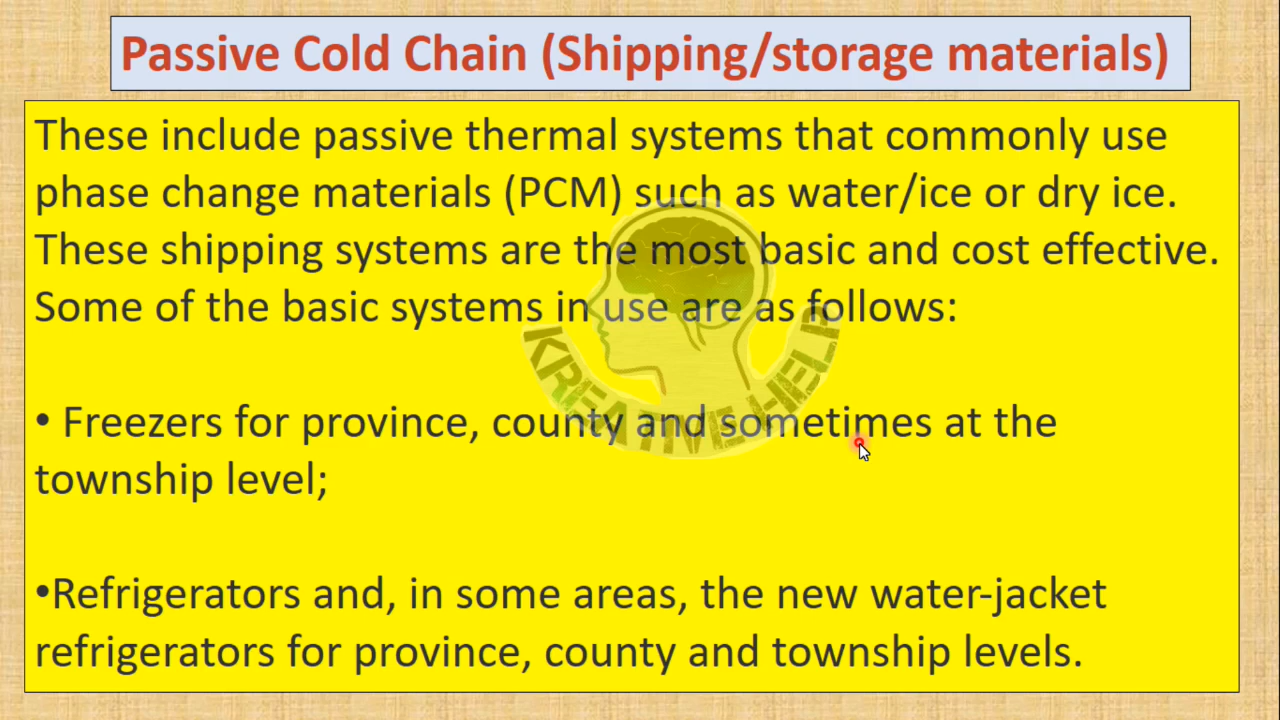 Passive Cold Chain (Shipping/storage materials)
These include passive thermal systems that commonly use
phase change materials (PCM) such as water/ice or dry ice.
These shipping systems are the most basic and cost effective.
Some of the basic systems in use are as follows:
• Freezers for province, county and sometimes at the
township level;
•Refrigerators and, in some areas, the new water-jacket
refrigerators for province, county and township levels.
KREATIVE HELP